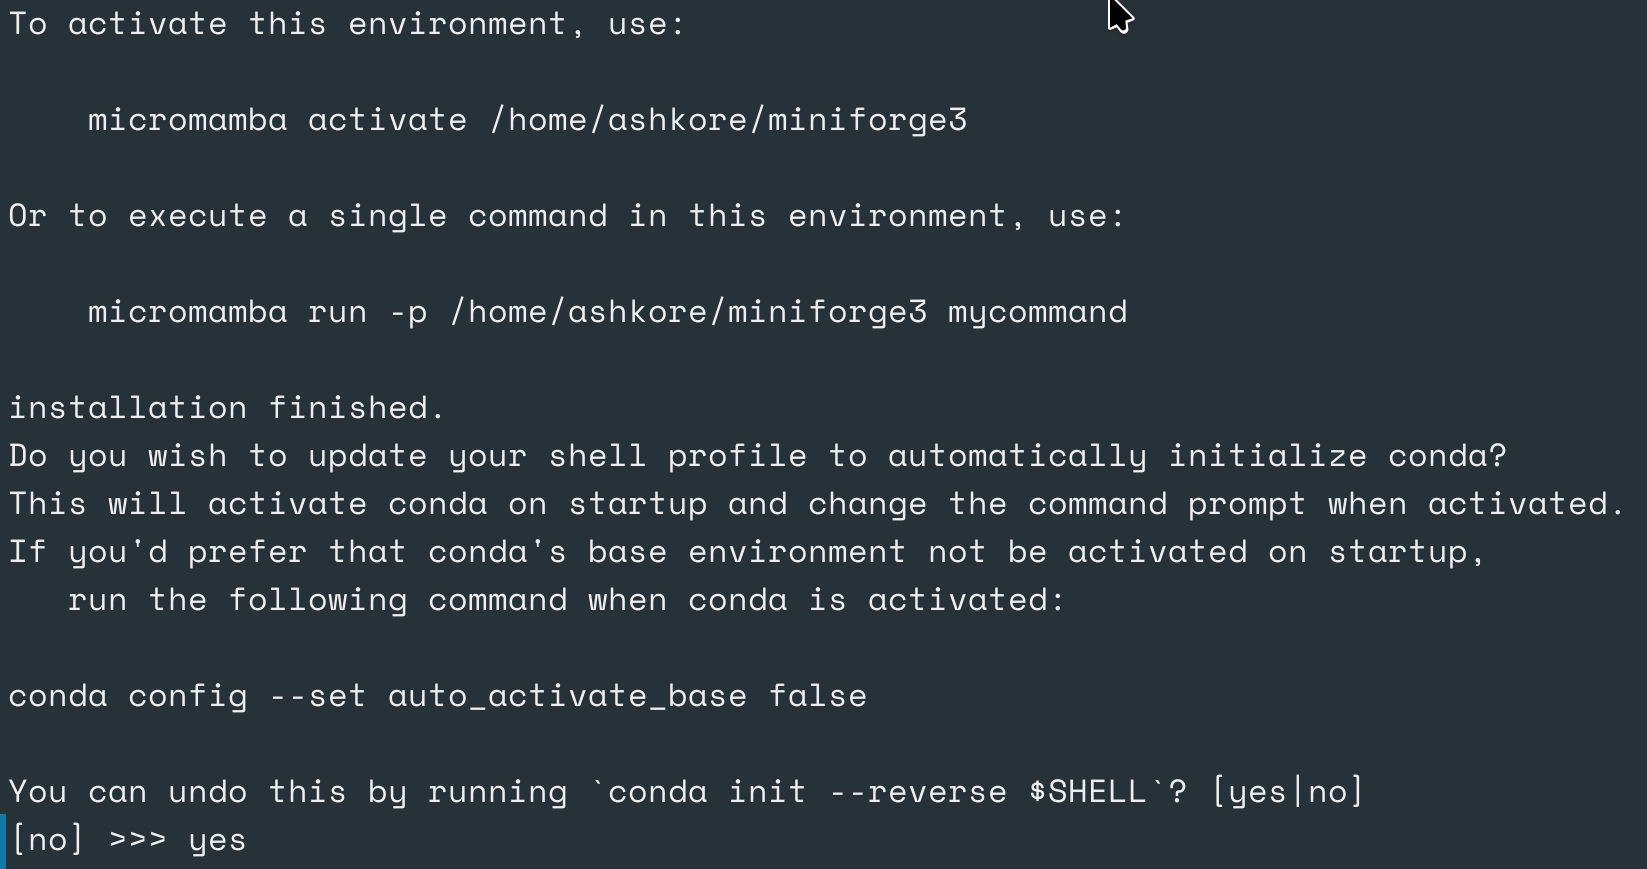 To activate this environment, use:
micromamba activate /home/ashkore/miniforge3
Or to execute a single command in this environment, use:
micromamba run -p /home/ashkore/miniforge3 mycommand
installation finished.
Do you wish to update your shell profile to automatically initialize conda?
This will activate conda on startup and change the command prompt when activated.
If you'd prefer that conda's base environment not be activated on startup,
run the following command when conda is activated:
conda config --set auto_activate_base false
You can undo this by running `conda init --reverse $SHELL`? [yes|no]
[no] >>> yes